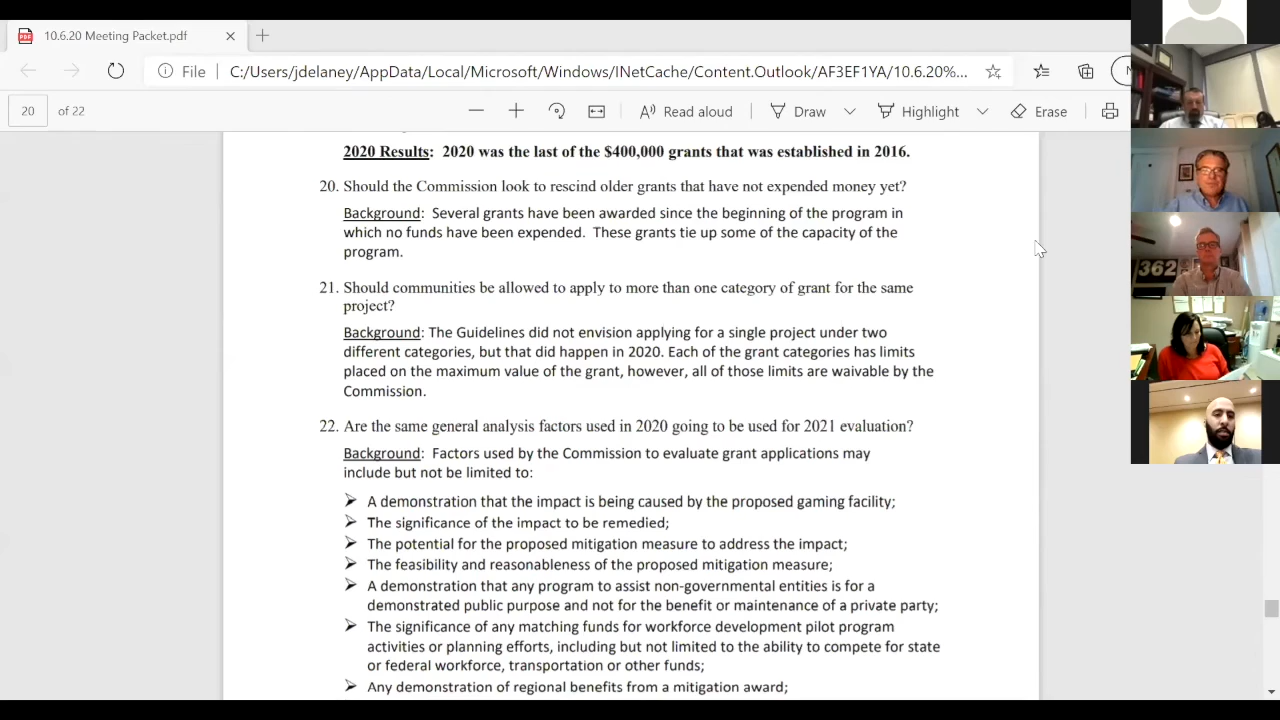 10.6.20 Meeting Packet.pdf
File C:/Users/jdelaney/AppData/Local/Microsoft/Windows/INetCache/Content.Outlook/AF3EF1YA/10.6.20%...
20 of 22 Read aloud Draw Highlight Erase
2020 Results: 2020 was the last of the $400,000 grants that was established in 2016.
20. Should the Commission look to rescind older grants that have not expended money yet?
Background: Several grants have been awarded since the beginning of the program in
which no funds have been expended. These grants tie up some of the capacity of the
program.
21. Should communities be allowed to apply to more than one category of grant for the same
project?
Background: The Guidelines did not envision applying for a single project under two
different categories, but that did happen in 2020. Each of the grant categories has limits
placed on the maximum value of the grant, however, all of those limits are waivable by the
Commission.
22. Are the same general analysis factors used in 2020 going to be used for 2021 evaluation?
Background: Factors used by the Commission to evaluate grant applications may
include but not be limited to:
➤ A demonstration that the impact is being caused by the proposed gaming facility;
➤ The significance of the impact to be remedied;
➤ The potential for the proposed mitigation measure to address the impact;
➤ The feasibility and reasonableness of the proposed mitigation measure;
➤ A demonstration that any program to assist non-governmental entities is for a
demonstrated public purpose and not for the benefit or maintenance of a private party;
➤ The significance of any matching funds for workforce development pilot program
activities or planning efforts, including but not limited to the ability to compete for state
or federal workforce, transportation or other funds;
➤ Any demonstration of regional benefits from a mitigation award;
362